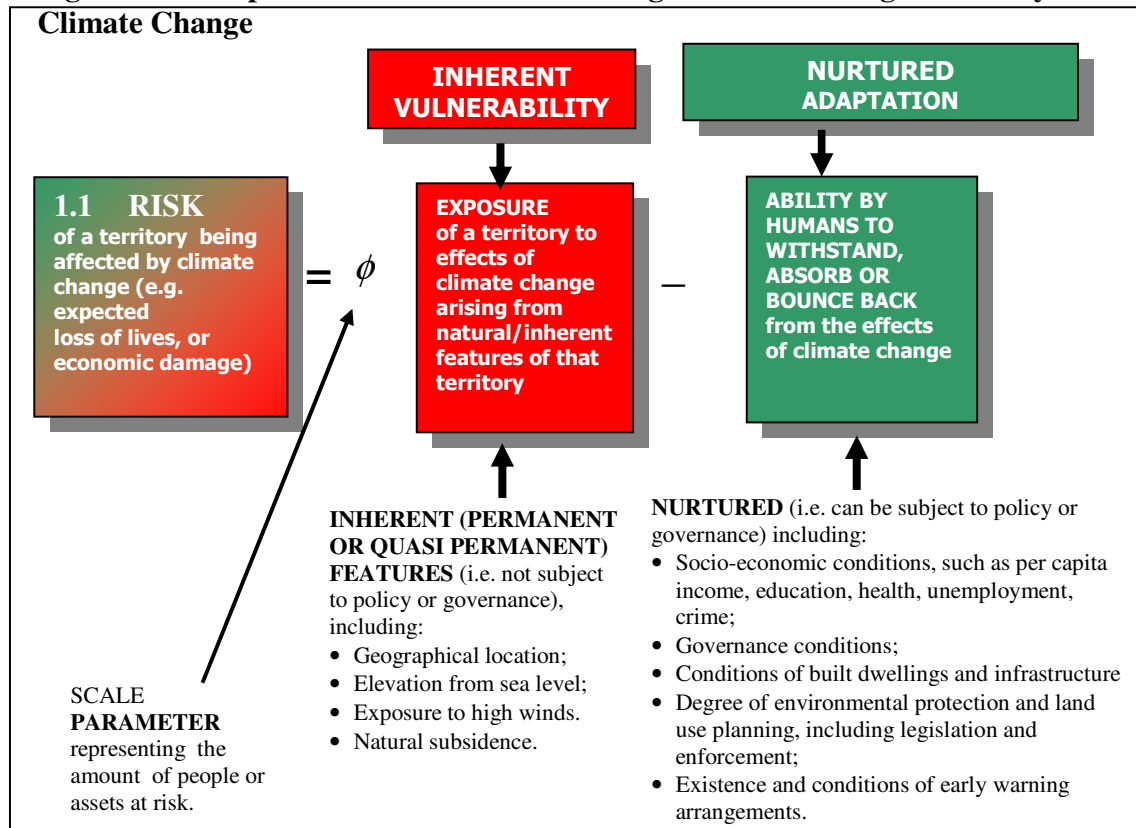 Climate Change
INHERENT
VULNERABILITY
NURTURED
ADAPTATION
1.1 RISK
of a territory being
affected by climate
change (e.g.
expected
loss of lives, or
economic damage)
= ϕ
EXPOSURE
of a territory to
effects of
climate change
arising from
natural/inherent
features of that
territory
−
ABILITY BY
HUMANS TO
WITHSTAND,
ABSORB OR
BOUNCE BACK
from the effects
of climate change
SCALE
PARAMETER
representing the
amount of people or
assets at risk.
INHERENT (PERMANENT
OR QUASI PERMANENT)
FEATURES (i.e. not subject
to policy or governance),
including:
• Geographical location;
• Elevation from sea level;
• Exposure to high winds.
• Natural subsidence.
NURTURED (i.e. can be subject to policy or
governance) including:
• Socio-economic conditions, such as per capita
income, education, health, unemployment,
crime;
• Governance conditions;
• Conditions of built dwellings and infrastructure
• Degree of environmental protection and land
use planning, including legislation and
enforcement;
• Existence and conditions of early warning
arrangements.